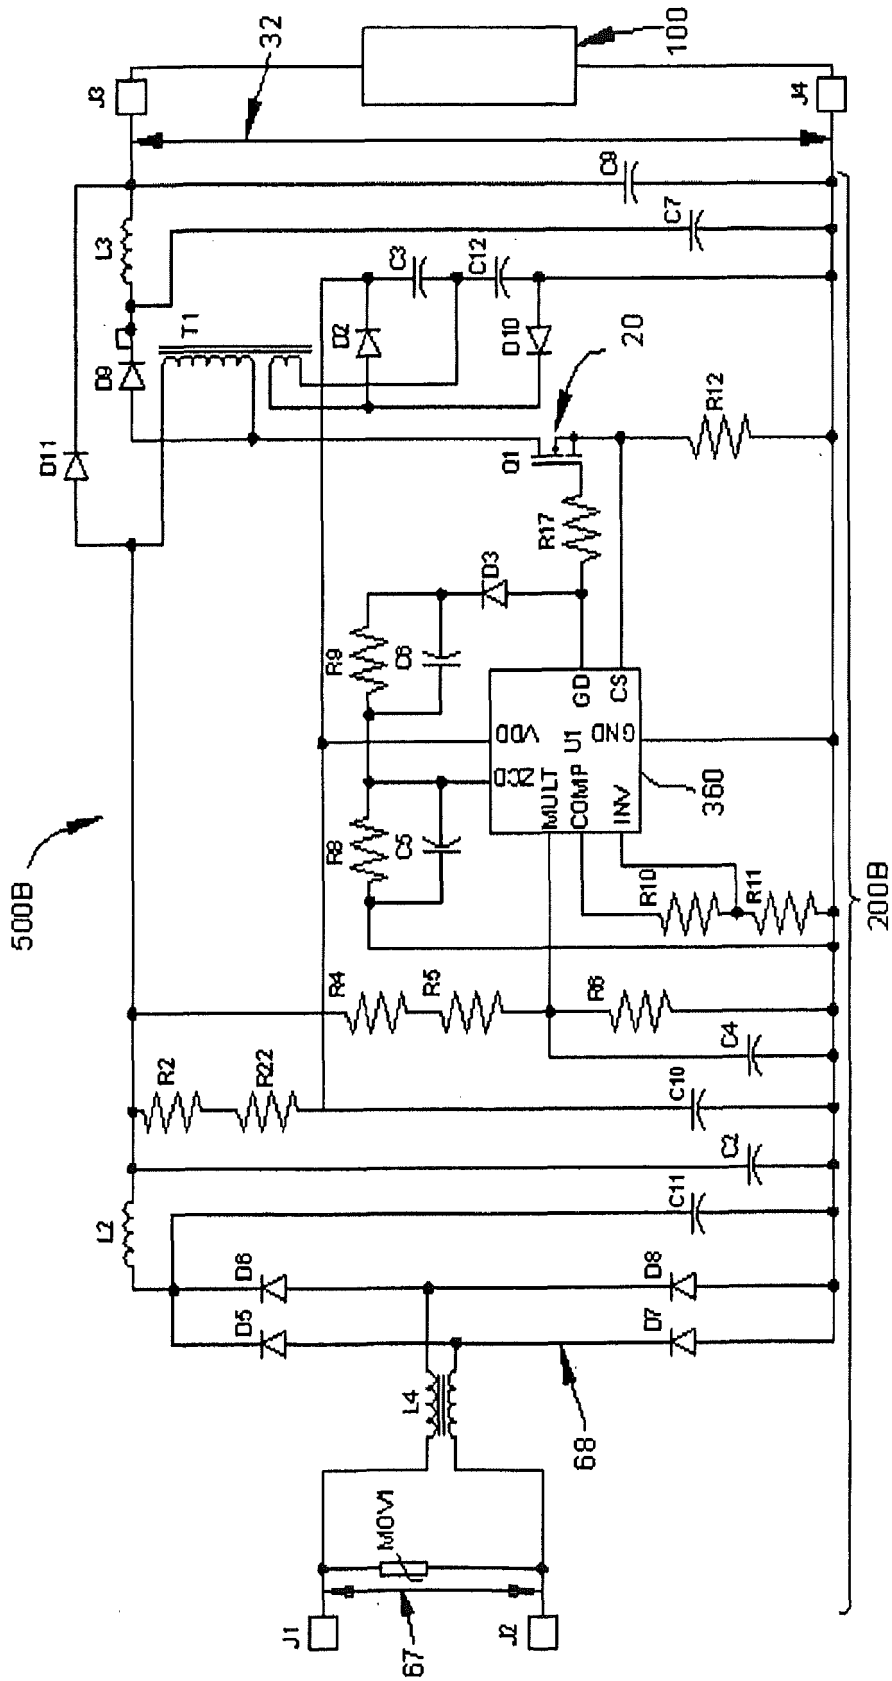 500B
D11
D9
L3
J3
32
T1
100
L2
R2
R22
R4
R5
R6
R8
C5
R9
C6
D3
D2
C3
C12
D10
C7
C9
J4
D6
D5
D8
D7
C11
C2
C10
C4
ZCD
VDD
MULT
COMP
INV
U1
GD
CS
GND
360
R10
R11
R17
Q1
20
R12
J1
MOV1
67
J2
L4
68
200B